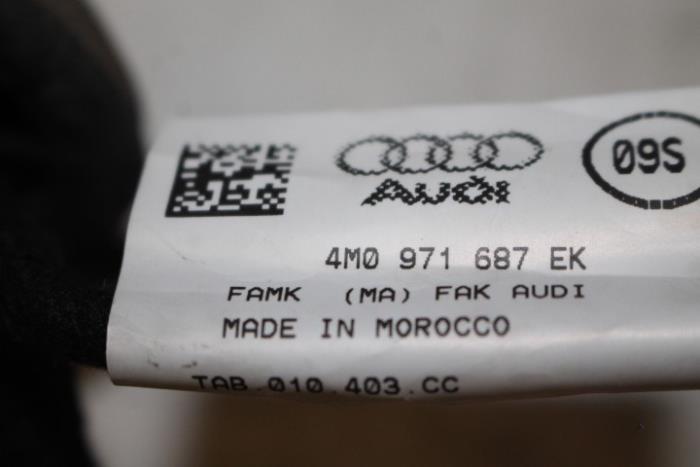 09S
Audi
4M0 971 687 EK
FAMK (MA) FAK AUDI
MADE IN MOROCCO
TAB.010.403.CC